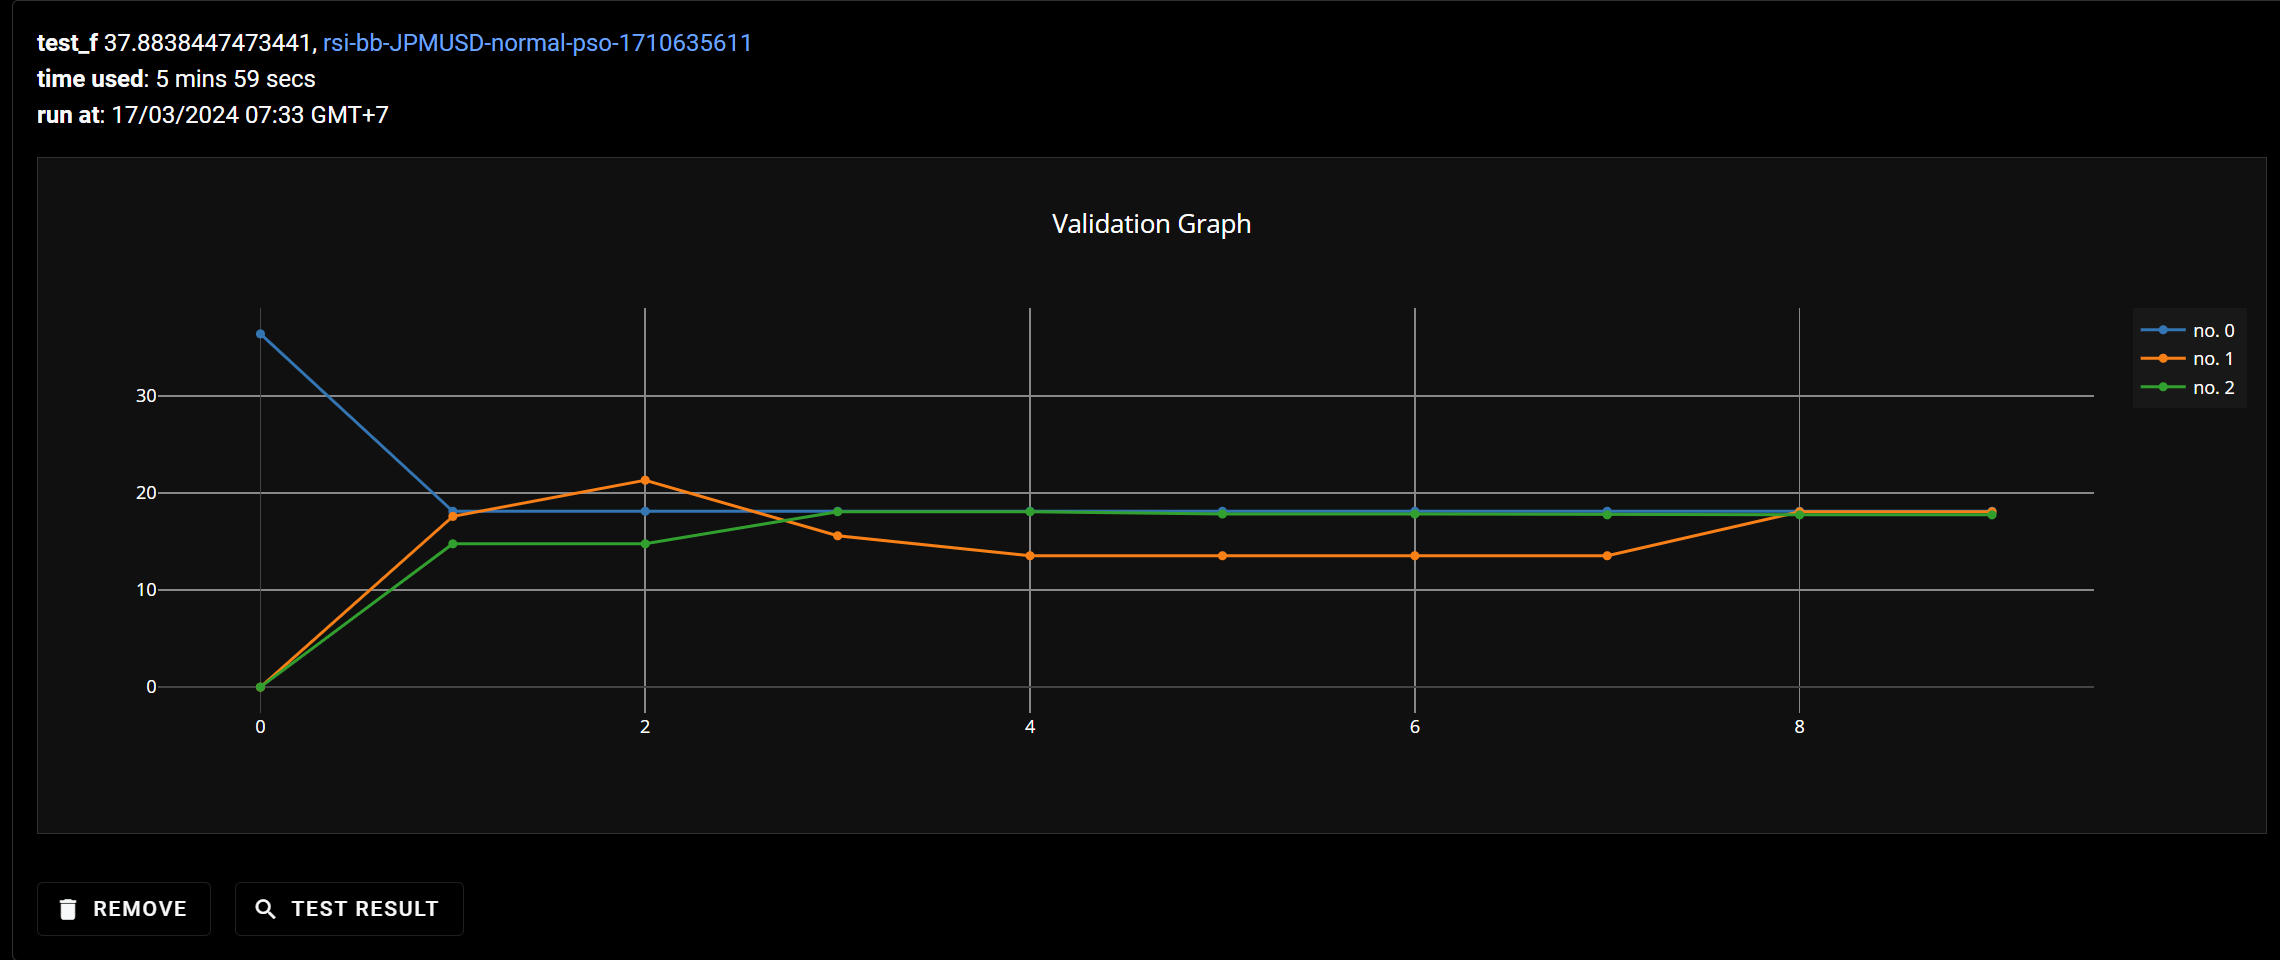 test_f 37.8838447473441, rsi-bb-JPMUSD-normal-pso-1710635611
time used: 5 mins 59 secs
run at: 17/03/2024 07:33 GMT+7
Validation Graph
no. 0
no. 1
no. 2
30
20
10
0
0 2 4 6 8
REMOVE
TEST RESULT